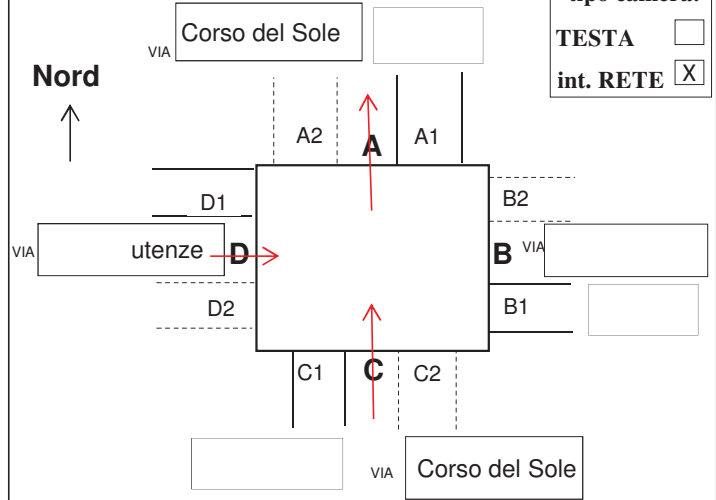 tipo camera:
Corso del Sole
VIA
TESTA
Nord
int. RETE X
A2
A
A1
D1
B2
VIA
utenze
D
B
VIA
D2
B1
C1
C
C2
VIA
Corso del Sole